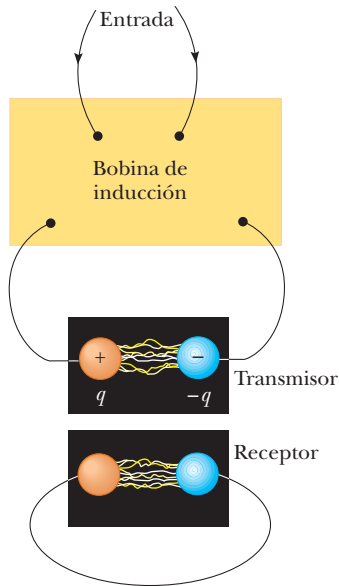 Entrada
Bobina de
inducción
+
−
q
−q
Transmisor
Receptor